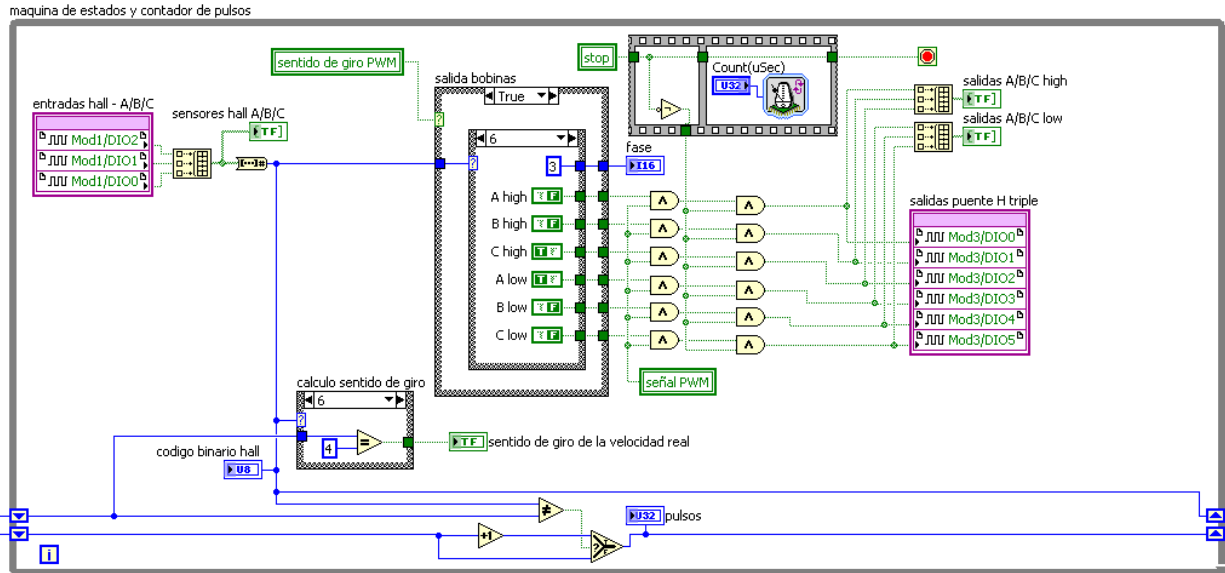 maquina de estados y contador de pulsos
sentido de giro PWM
stop
Count(uSec)
U32
salida bobinas
True
entradas hall - A/B/C
sensores hall A/B/C
TF
Mod1/DIO2
Mod1/DIO1
Mod1/DIO0
?
6
?
3
fase
I16
A high
F
B high
F
C high
T
A low
T
B low
F
C low
F
señal PWM
salidas A/B/C high
TF
salidas A/B/C low
TF
salidas puente H triple
Mod3/DIO0
Mod3/DIO1
Mod3/DIO2
Mod3/DIO3
Mod3/DIO4
Mod3/DIO5
calculo sentido de giro
6
?
4
=
TF
sentido de giro de la velocidad real
codigo binario hall
U8
≠
+1
?
T
F
U32
pulsos
i